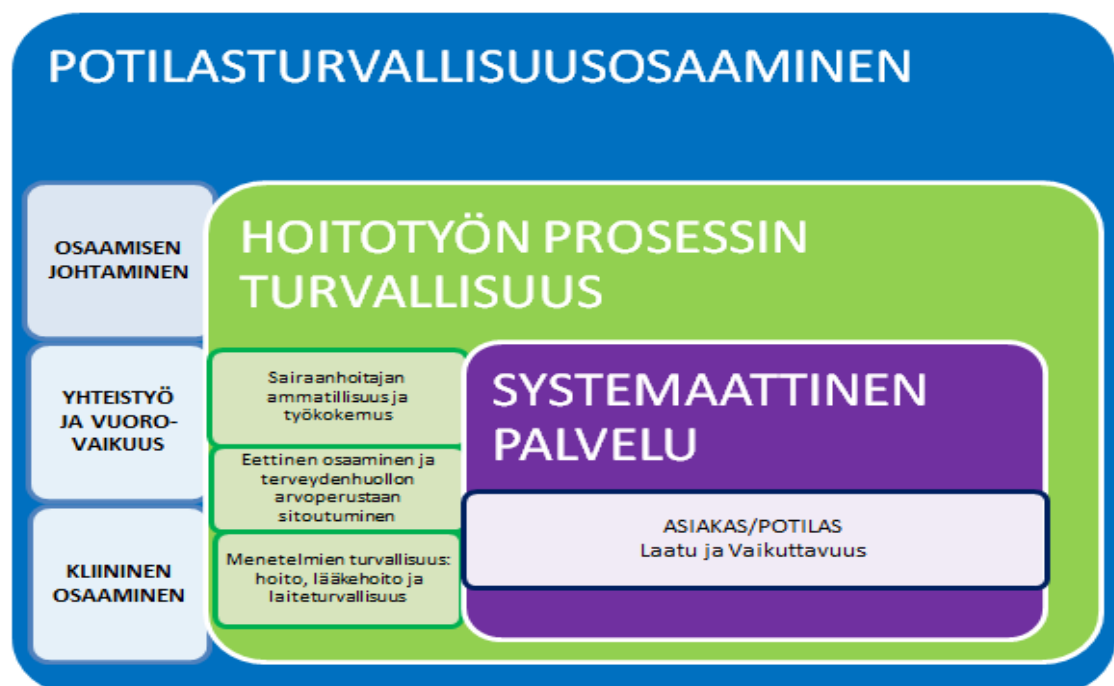 POTILASTURVALLISUUSOSAAMINEN
OSAAMISEN
JOHTAMINEN
YHTEISTYÖ
JA VUORO-
VAIKUUS
KLIININEN
OSAAMINEN
HOITOTYÖN PROSESSIN
TURVALLISUUS
Sairaanhoitajan
ammatillisuus ja
työkokemus
Eettinen osaaminen ja
terveydenhuollon
arvoperustaan
sitoutuminen
Menetelmien turvallisuus:
hoito, lääkehoito ja
laiteturvallisuus
SYSTEMAATTINEN
PALVELU
ASIAKAS/POTILAS
Laatu ja Vaikuttavuus